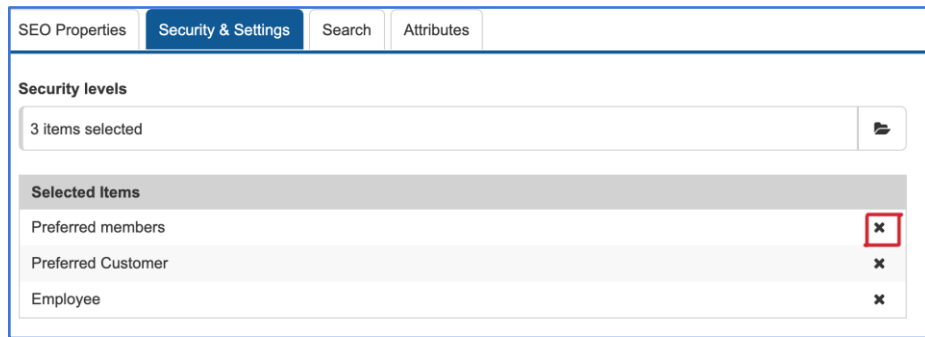 SEO Properties Security & Settings Search Attributes
Security levels
3 items selected
Selected Items
Preferred members
Preferred Customer
Employee